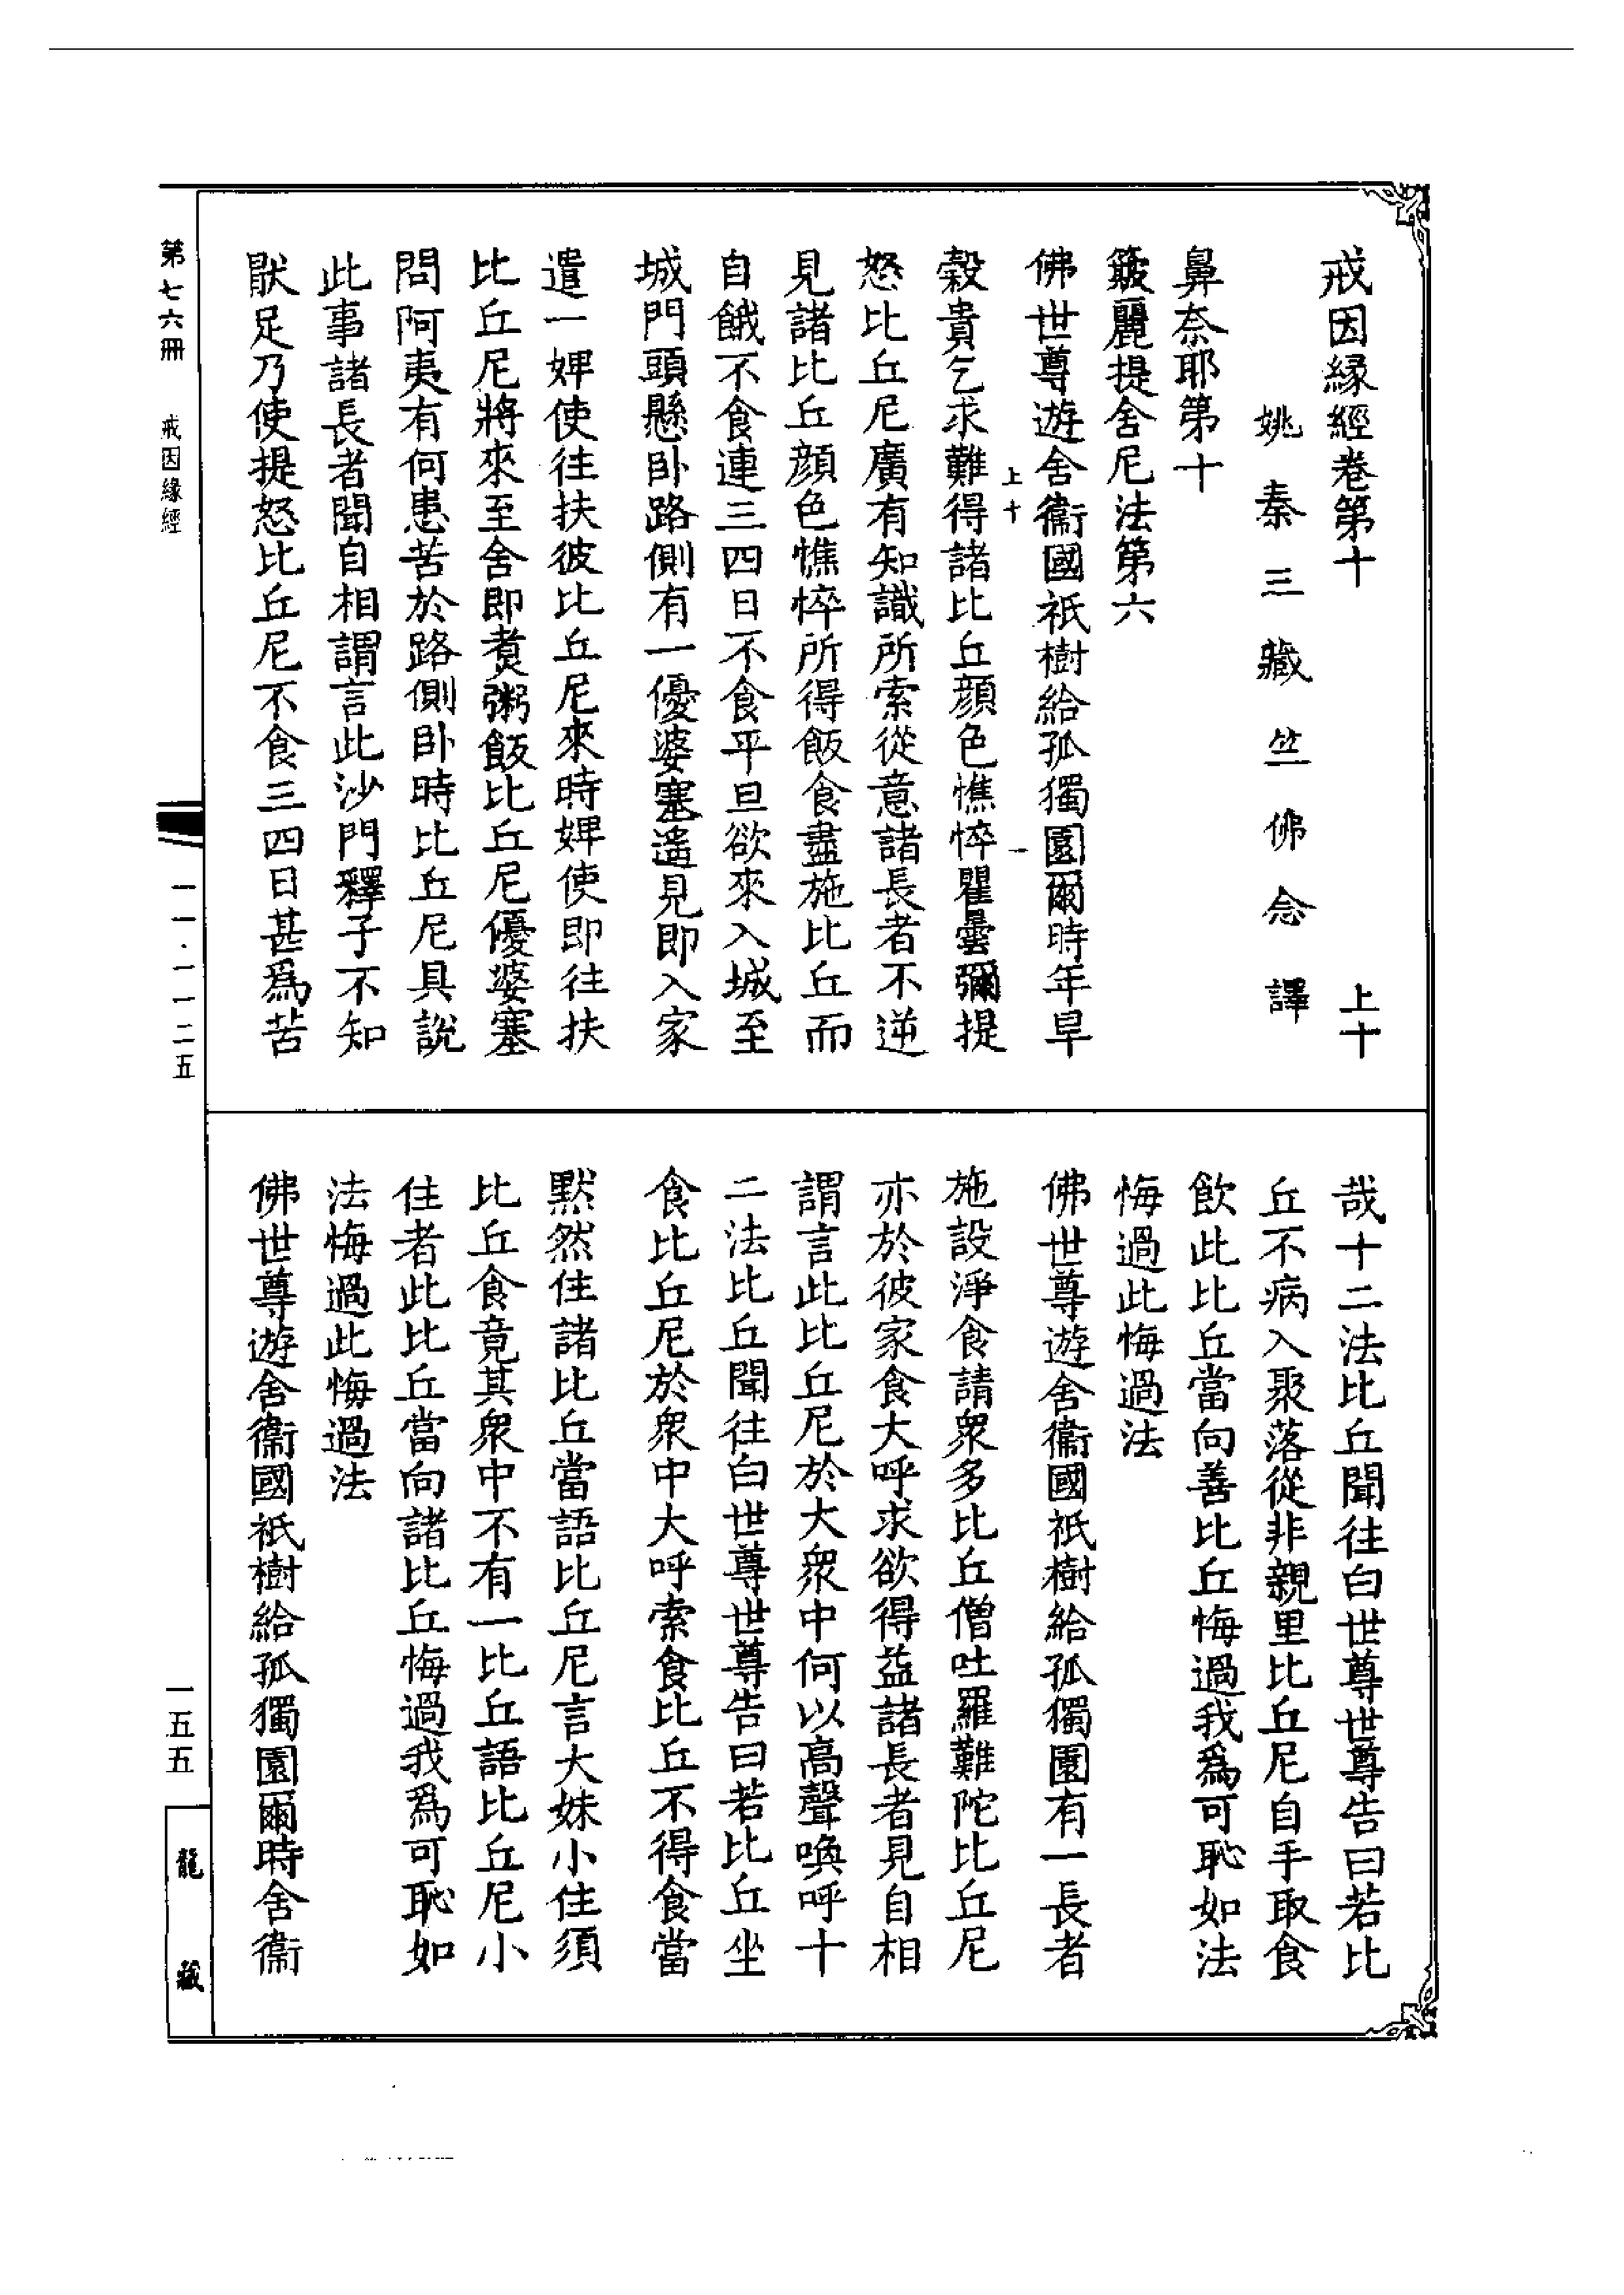 戒因緣經卷第十　上十
姚秦三藏竺佛念譯
鼻奈耶第十
簸麗提舍尼法第六
佛世尊遊舍衞國祇樹給孤獨園爾時年旱
上十　一
穀貴乞求難得諸比丘顏色憔悴瞿曇彌提
怒比丘尼廣有知識所索從意諸長者不逆
見諸比丘顏色憔悴所得飯食盡施比丘而
自餓不食連三四日不食平旦欲來入城至
城門頭懸卧路側有一優婆塞遙見即入家
遣一婢使往扶彼比丘尼來時婢使即往扶
比丘尼將來至舍即煑粥飯比丘尼優婆塞
問阿夷有何患苦於路側卧時比丘尼具說
此事諸長者聞自相謂言此沙門釋子不知
猒足乃使提怒比丘尼不食三四日甚爲苦
哉十二法比丘聞往白世尊世尊告曰若比
丘不病入聚落從非親里比丘尼自手取食
飲此比丘當向善比丘悔過我爲可恥如法
悔過此悔過法
佛世尊遊舍衞國祇樹給孤獨園有一長者
施設淨食請衆多比丘僧吐羅難陀比丘尼
亦於彼家食大呼求欲得益諸長者見自相
謂言此比丘尼於大衆中何以高聲喚呼十
二法比丘聞往白世尊世尊告曰若比丘坐
食比丘尼於衆中大呼索食比丘不得食當
默然住諸比丘當語比丘尼言大妹小住須
比丘食竟其衆中不有一比丘語比丘尼小
住者此比丘當向諸比丘悔過我爲可恥如
法悔過此悔過法
佛世尊遊舍衞國祇樹給孤獨園爾時舍衞
第七六冊　戒因緣經　一一·一一二五　一五五　龍藏